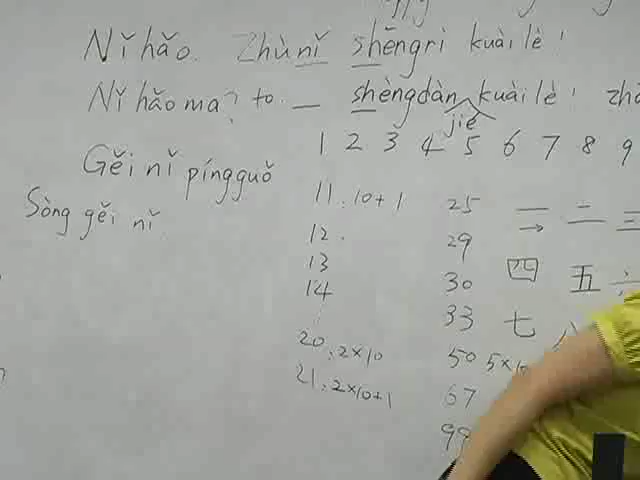 Nǐ hǎo. Zhù nǐ shēngrì kuài lè!
Nǐ hǎo ma? to. _ shèngdàn kuài lè!
jié
1 2 3 4 5 6 7 8 9
Gěi nǐ píngguǒ
Sòng gěi nǐ
11. 10+1
12.
13
14
20. 2×10
21. 2×10+1
25
29
30
33
50 5×10
67
99
一 二 三
四 五 六
七 八